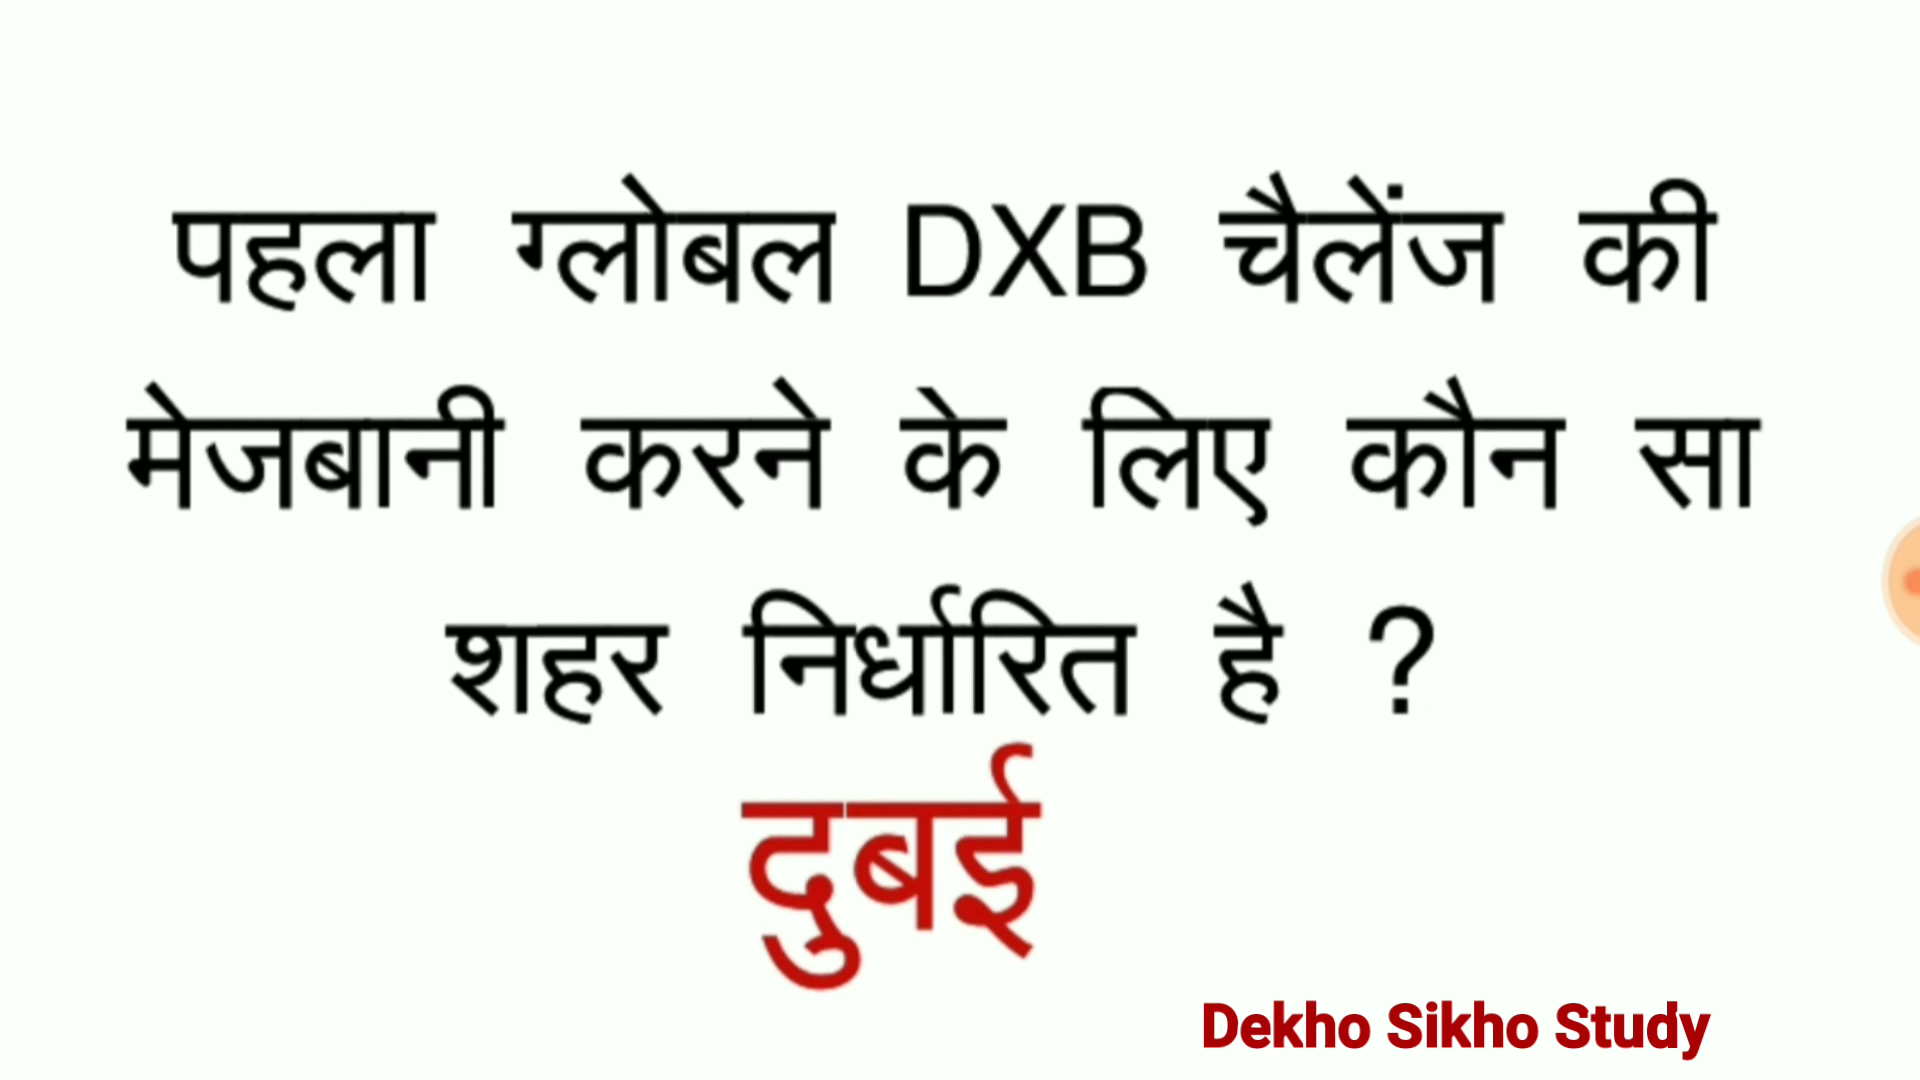 पहला ग्लोबल DXB चैलेंज की
मेजबानी करने के लिए कौन सा
शहर निर्धारित है ?
दुबई
Dekho Sikho Study